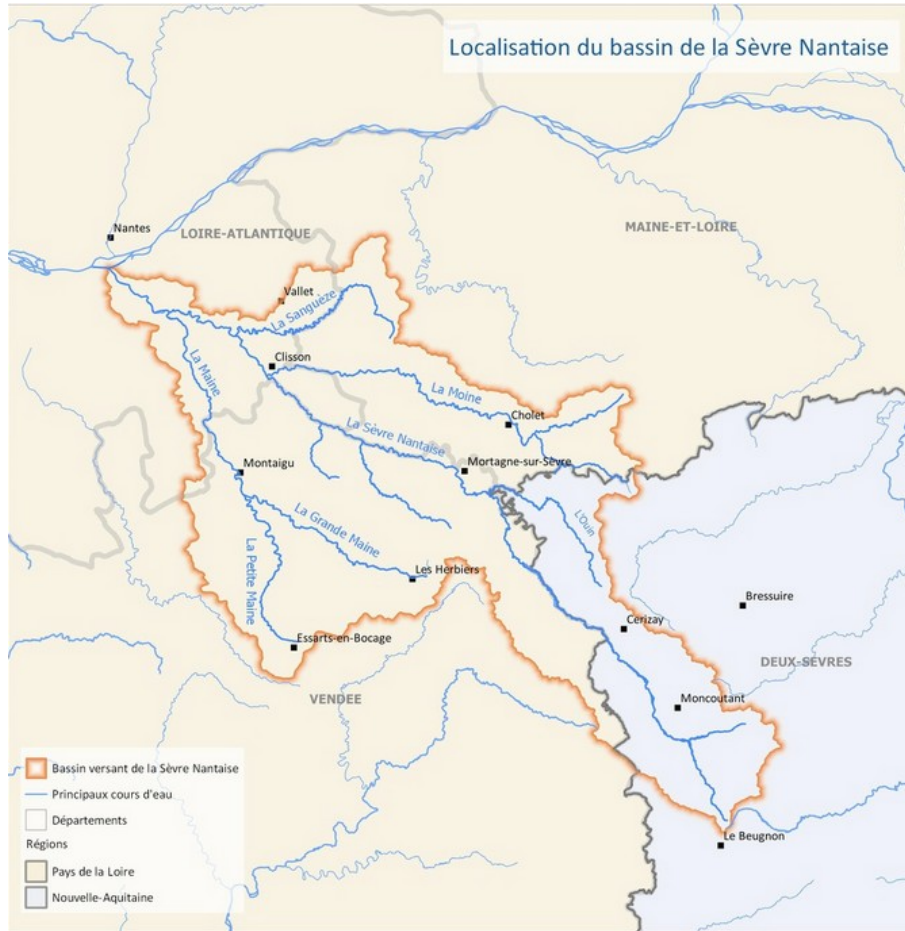 Localisation du bassin de la Sèvre Nantaise
Nantes
LOIRE-ATLANTIQUE
MAINE-ET-LOIRE
Vallet
La Sanguèze
Clisson
La Maine
La Moine
Cholet
La Sèvre Nantaise
Montaigu
Mortagne-sur-Sèvre
La Grande Maine
L'Ouin
La Petite Maine
Les Herbiers
Bressuire
Cerizay
Essarts-en-Bocage
DEUX-SÈVRES
VENDEE
Moncoutant
Le Beugnon
Bassin versant de la Sèvre Nantaise
Principaux cours d'eau
Départements
Régions
Pays de la Loire
Nouvelle-Aquitaine